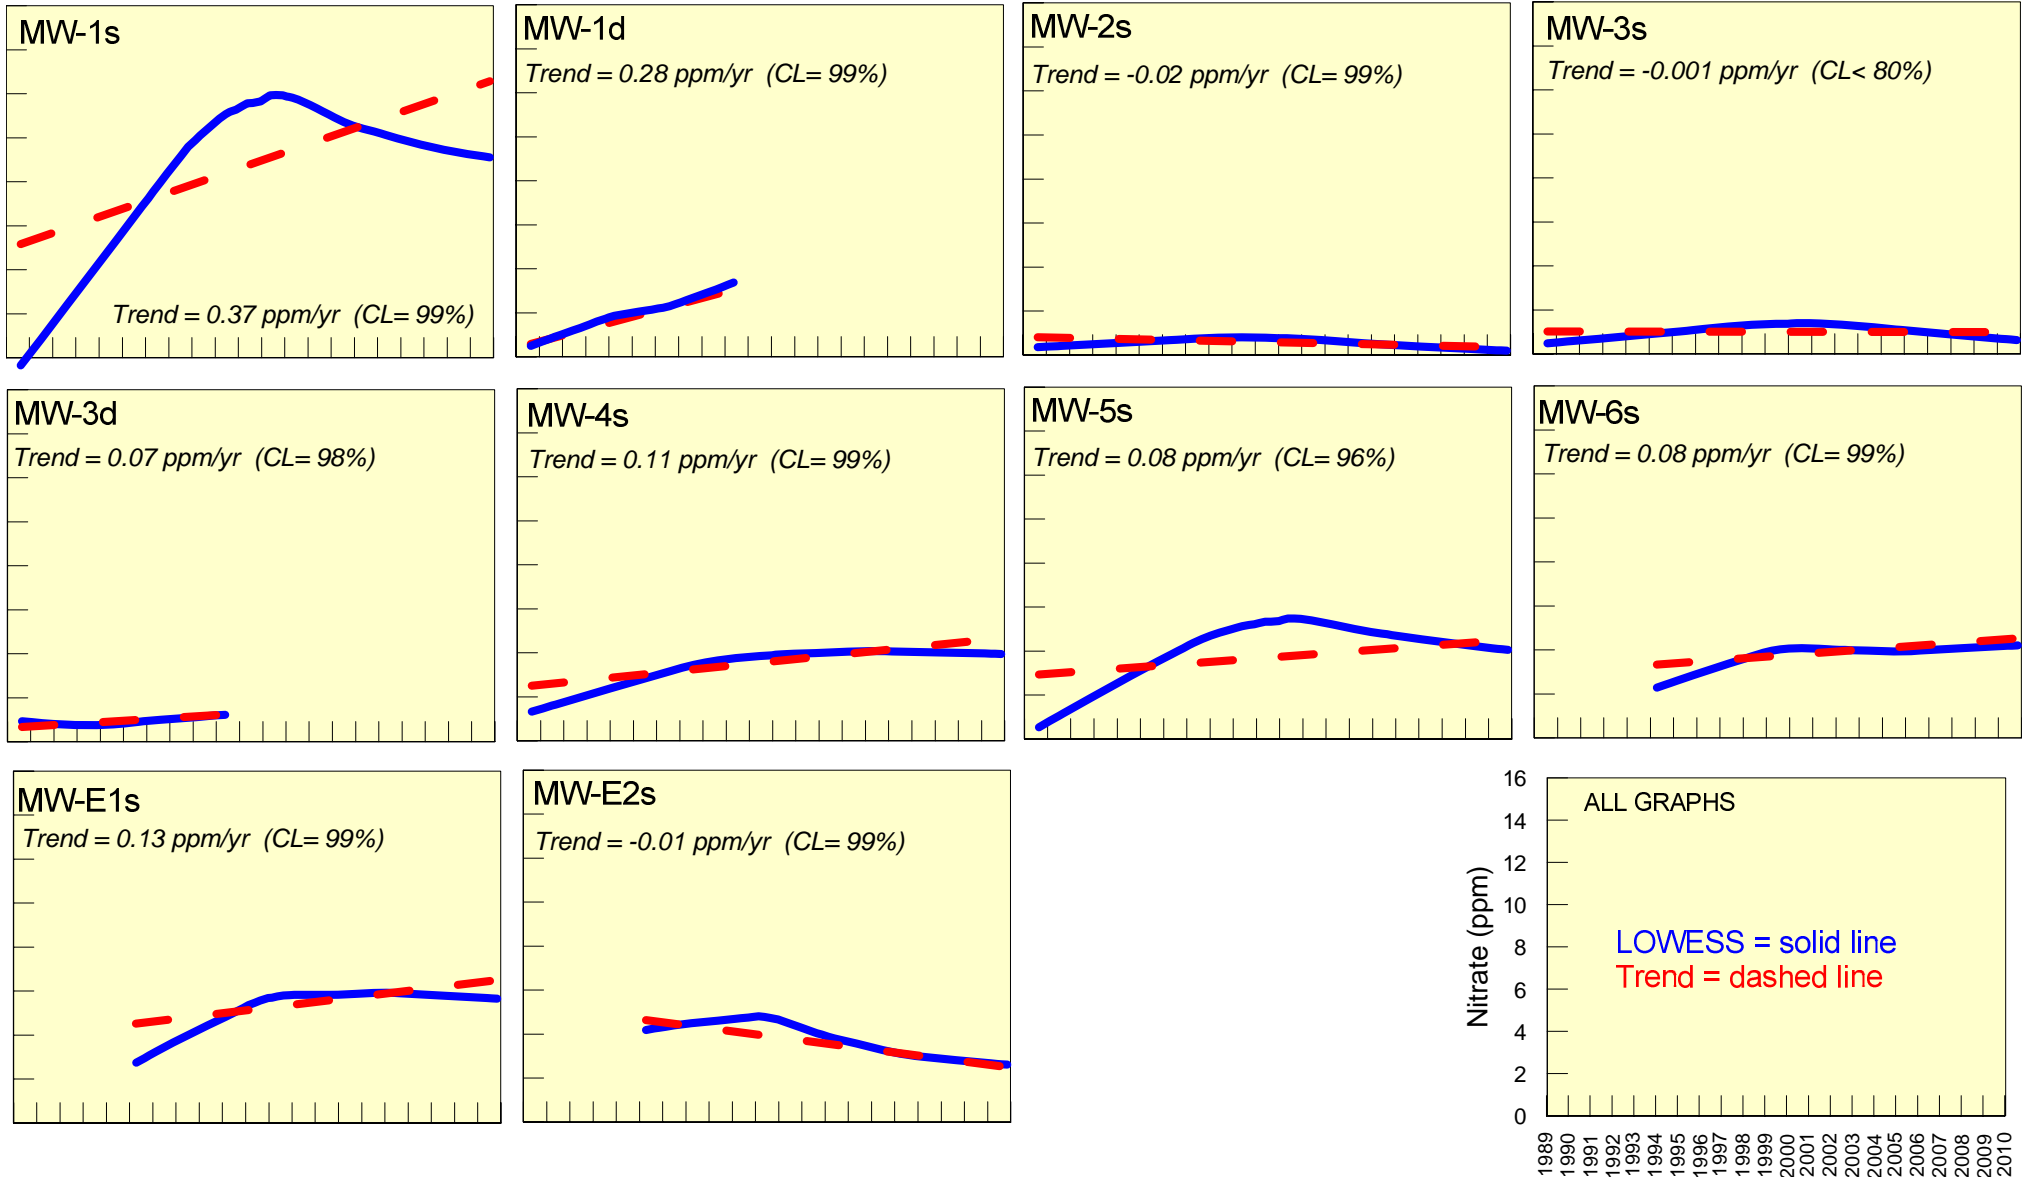 MW-1s
Trend = 0.37 ppm/yr (CL= 99%)
MW-1d
Trend = 0.28 ppm/yr (CL= 99%)
MW-2s
Trend = -0.02 ppm/yr (CL= 99%)
MW-3s
Trend = -0.001 ppm/yr (CL< 80%)
MW-3d
Trend = 0.07 ppm/yr (CL= 98%)
MW-4s
Trend = 0.11 ppm/yr (CL= 99%)
MW-5s
Trend = 0.08 ppm/yr (CL= 96%)
MW-6s
Trend = 0.08 ppm/yr (CL= 99%)
MW-E1s
Trend = 0.13 ppm/yr (CL= 99%)
MW-E2s
Trend = -0.01 ppm/yr (CL= 99%)
ALL GRAPHS
LOWESS = solid line
Trend = dashed line
Nitrate (ppm)
16
14
12
10
8
6
4
2
0
1989
1990
1991
1992
1993
1994
1995
1996
1997
1998
1999
2000
2001
2002
2003
2004
2005
2006
2007
2008
2009
2010